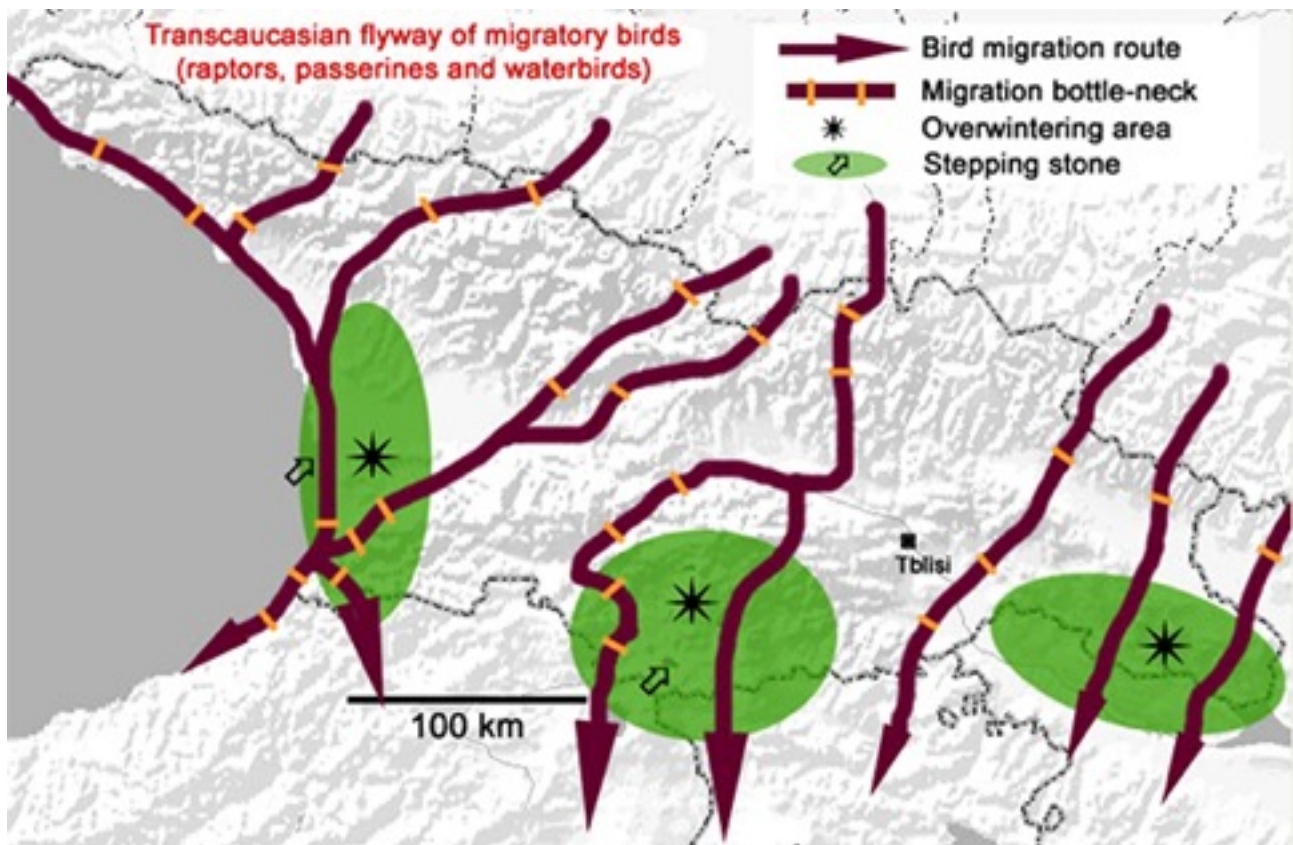 Transcaucasian flyway of migratory birds
(raptors, passerines and waterbirds)
Bird migration route
Migration bottle-neck
Overwintering area
Stepping stone
Tbilisi
100 km